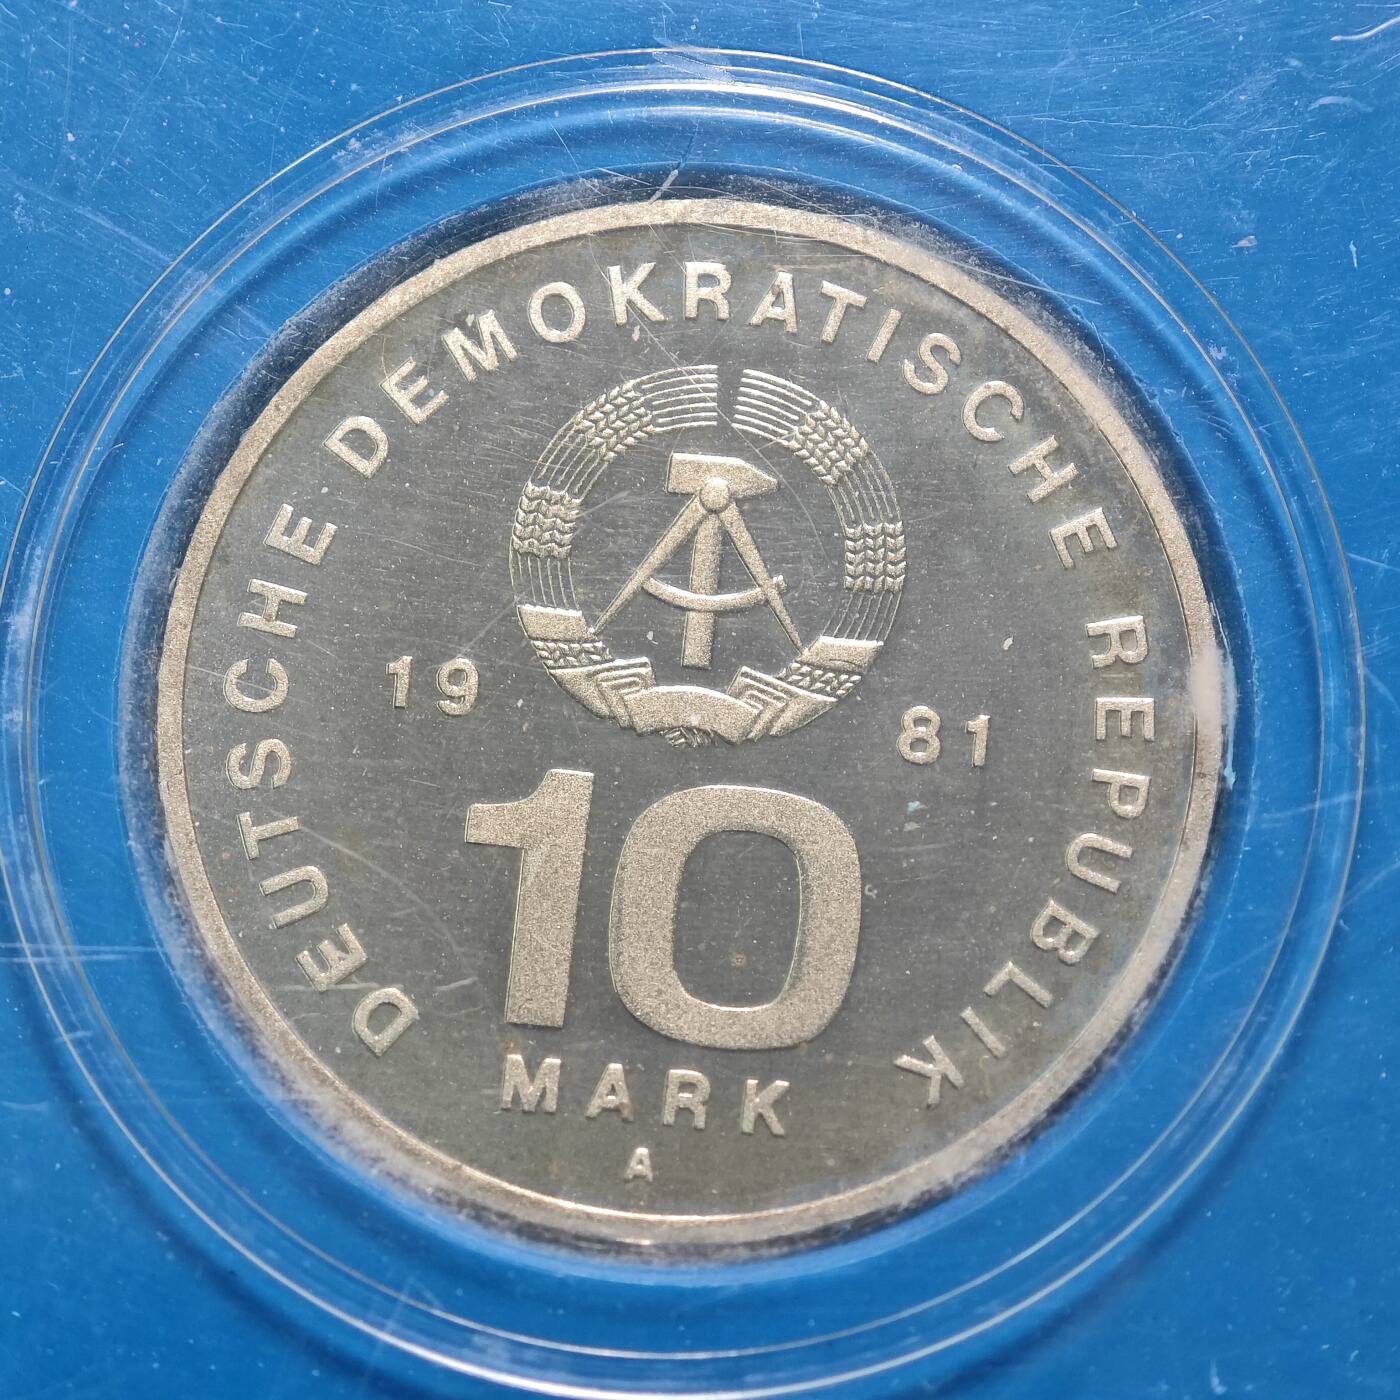 DEUTSCHE DEMOKRATISCHE REPUBLIK
19 81
10
MARK
A